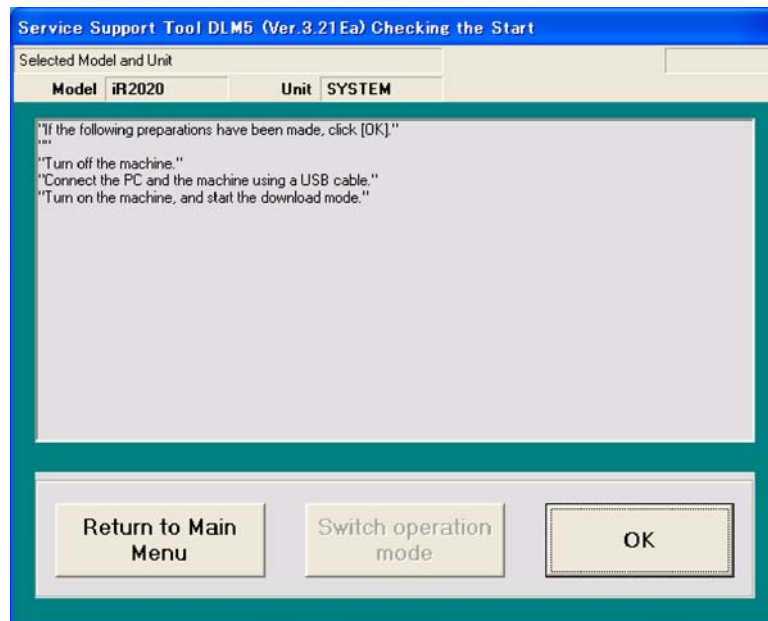 Service Support Tool DLM5 (Ver.3.21Ea) Checking the Start
Selected Model and Unit
Model iR2020 Unit SYSTEM
"If the following preparations have been made, click [OK]."
""
"Turn off the machine."
"Connect the PC and the machine using a USB cable."
"Turn on the machine, and start the download mode."
Return to Main
Menu
Switch operation
mode
OK